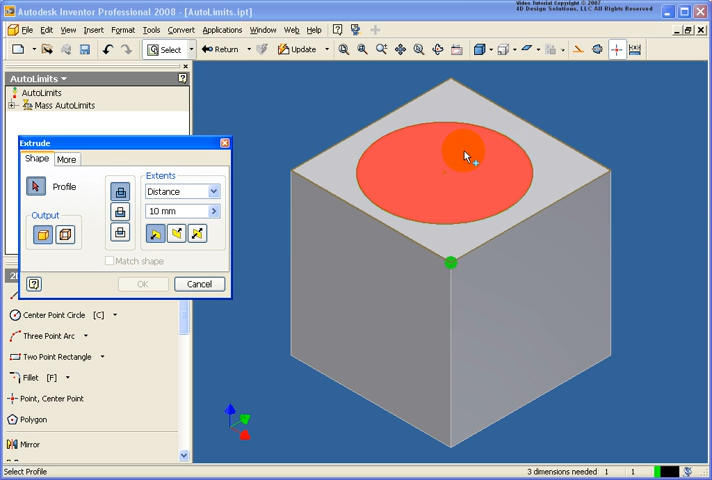 Autodesk Inventor Professional 2008 - [AutoLimits.ipt]
Video Tutorial Copyright © 2007
4D Design Solutions, LLC All Rights Reserved
File Edit View Insert Format Tools Convert Applications Window Web Help
Select Return Update
AutoLimits
AutoLimits
Mass AutoLimits
Extrude
Shape More
Profile
Extents
Distance
10 mm
Output
Match shape
OK Cancel
Center Point Circle [C]
Three Point Arc
Two Point Rectangle
Fillet [F]
Point, Center Point
Polygon
Mirror
Select Profile
3 dimensions needed 1 1